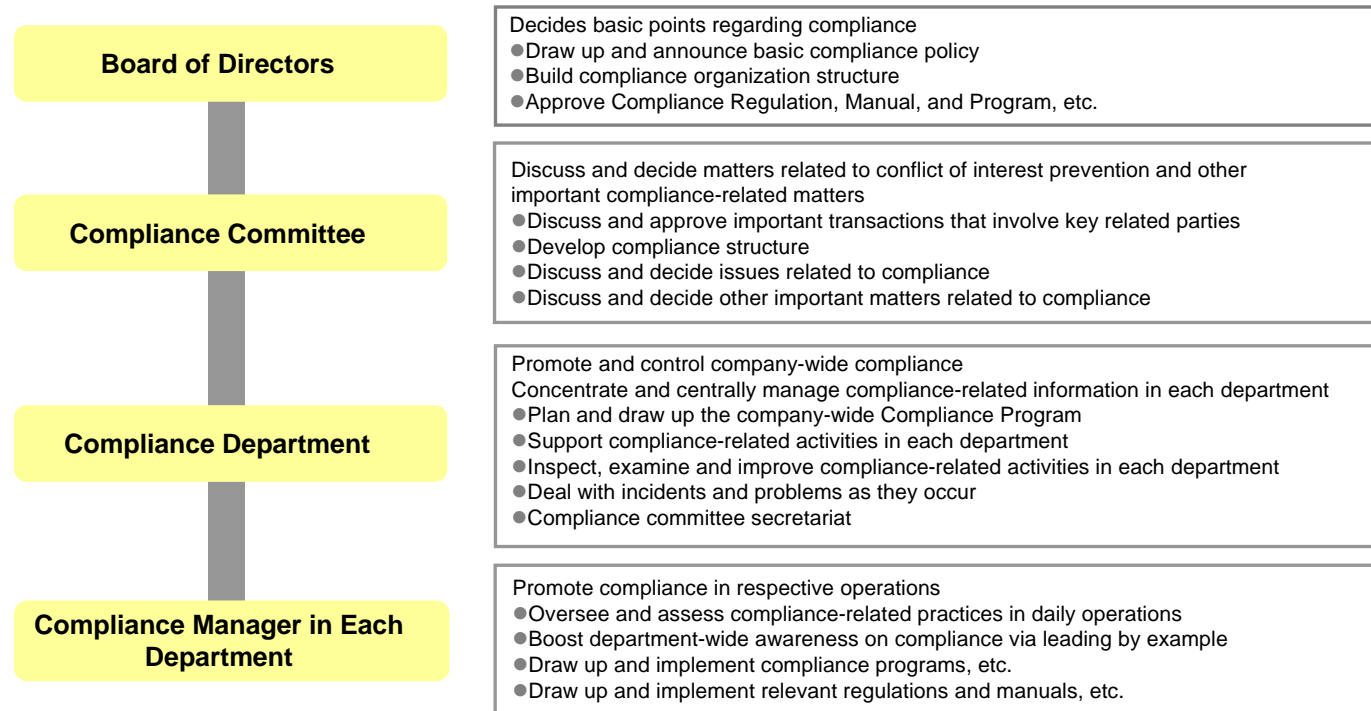 Board of Directors
Decides basic points regarding compliance
●Draw up and announce basic compliance policy
●Build compliance organization structure
●Approve Compliance Regulation, Manual, and Program, etc.
Compliance Committee
Discuss and decide matters related to conflict of interest prevention and other
important compliance-related matters
●Discuss and approve important transactions that involve key related parties
●Develop compliance structure
●Discuss and decide issues related to compliance
●Discuss and decide other important matters related to compliance
Compliance Department
Promote and control company-wide compliance
Concentrate and centrally manage compliance-related information in each department
●Plan and draw up the company-wide Compliance Program
●Support compliance-related activities in each department
●Inspect, examine and improve compliance-related activities in each department
●Deal with incidents and problems as they occur
●Compliance committee secretariat
Compliance Manager in Each
Department
Promote compliance in respective operations
●Oversee and assess compliance-related practices in daily operations
●Boost department-wide awareness on compliance via leading by example
●Draw up and implement compliance programs, etc.
●Draw up and implement relevant regulations and manuals, etc.